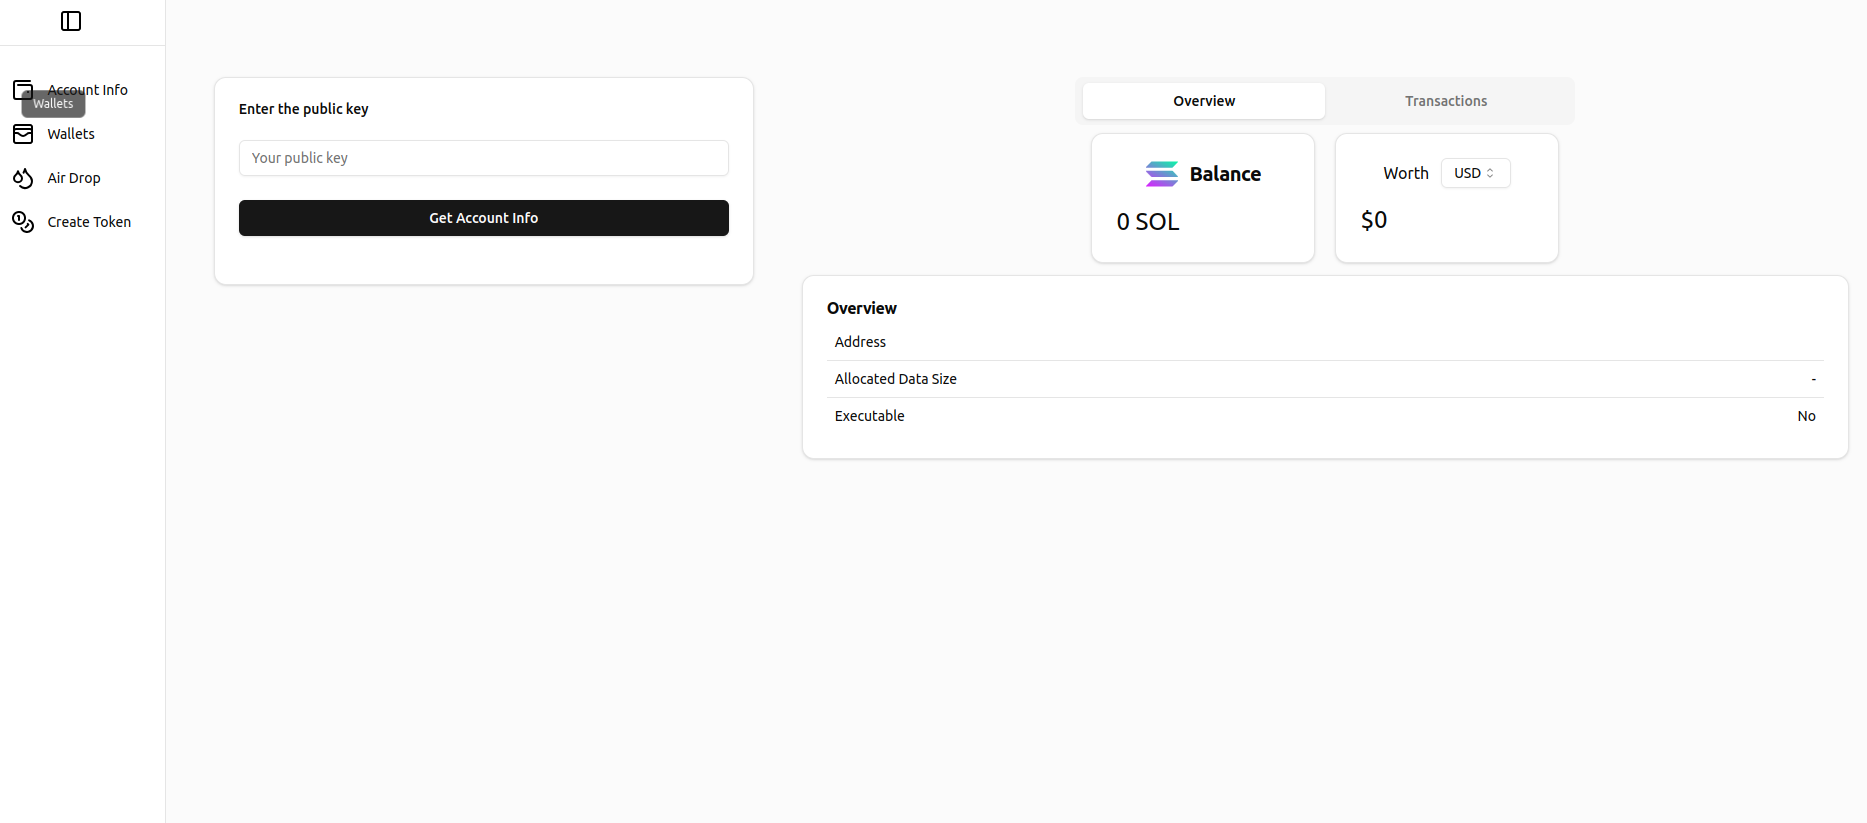 Account Info
Wallets
Wallets
Air Drop
Create Token
Enter the public key
Your public key
Get Account Info
Overview
Transactions
Balance
0 SOL
Worth USD
$0
Overview
Address
Allocated Data Size -
Executable No